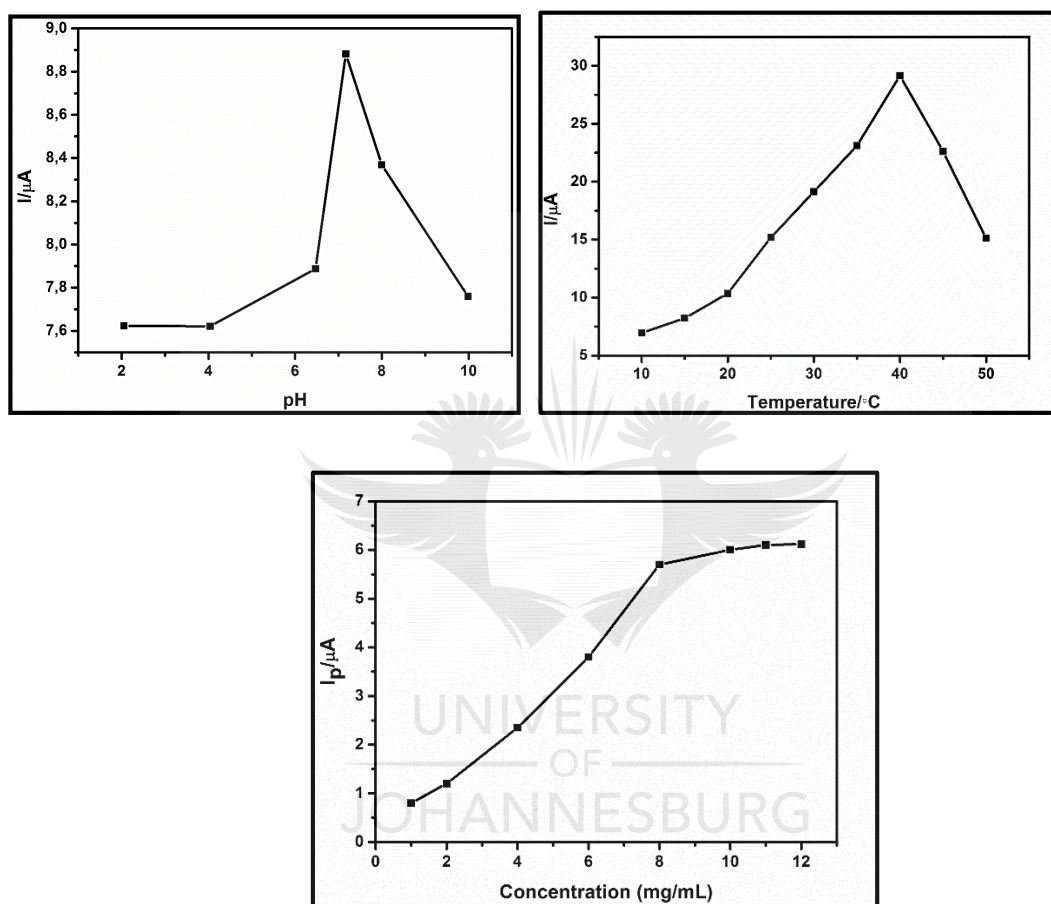 9,0
8,8
8,6
8,4
8,2
8,0
7,8
7,6
I/μA
2 4 6 8 10
pH
30
25
20
15
10
5
I/μA
10 20 30 40 50
Temperature/°C
7
6
5
4
3
2
1
0
Ip/μA
0 2 4 6 8 10 12
Concentration (mg/mL)
UNIVERSITY
OF
JOHANNESBURG